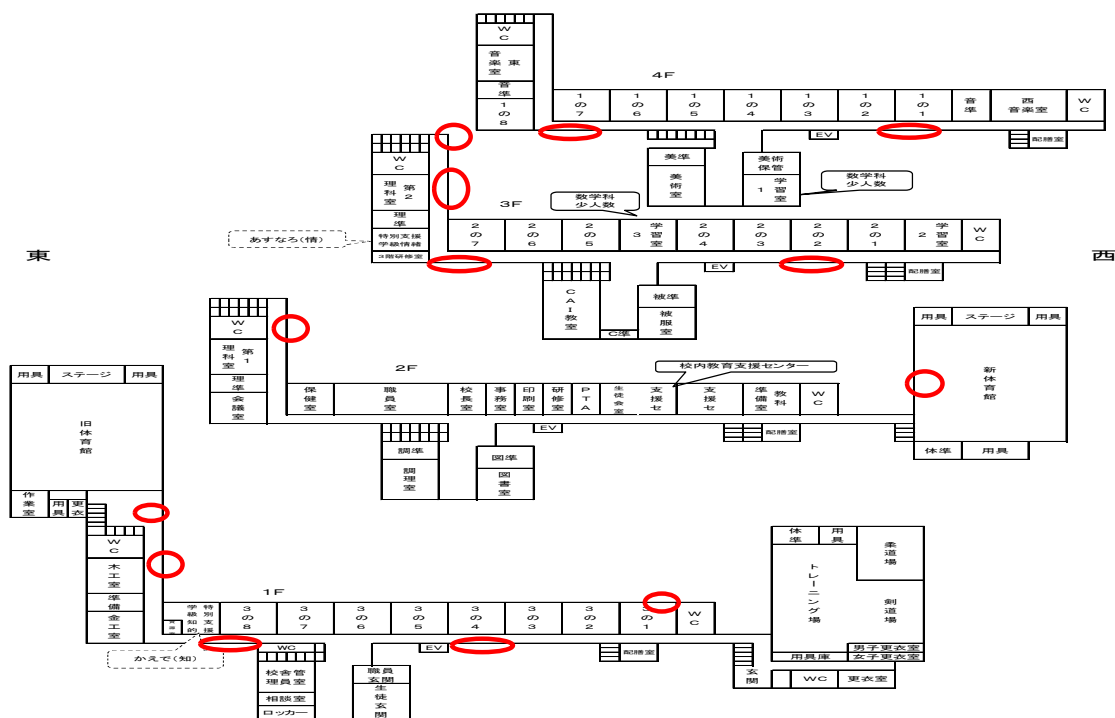 4F
WC
音楽室 東
音準
1の8
1の7
1の6
1の5
1の4
1の3
1の2
1の1
音準
西音楽室
WC
EV
配膳室
美準
美術室
美術保管
学習室1
数学科少人数
3F
WC
理科室 第2
理準
特別支援学級情緒
3階研修室
あすなろ(情)
数学科少人数
2の7
2の6
2の5
学習室3
2の4
2の3
2の2
2の1
学習室2
WC
EV
配膳室
CAI教室
C準
被準
被服室
東
西
2F
WC
理科室 第1
理準
会議室
保健室
職員室
校長室
事務室
印刷室
研修室
PTA
生徒会室
支援セ
支援セ
準備室 教科
WC
校内教育支援センター
EV
配膳室
調準
調理室
図準
図書室
用具
ステージ
用具
新体育館
体準
用具
用具
ステージ
用具
旧体育館
作業室
用具
更衣
WC
木工室
準備
金工室
1F
特別支援学級知的
かえで(知)
3の8
3の7
3の6
3の5
3の4
3の3
3の2
3の1
WC
WC
EV
配膳室
校舎管理員室
相談室
ロッカー
職員玄関
生徒玄関
体準
用具
柔道場
トレーニング場
剣道場
男子更衣室
用具庫
女子更衣室
玄関
WC
更衣室